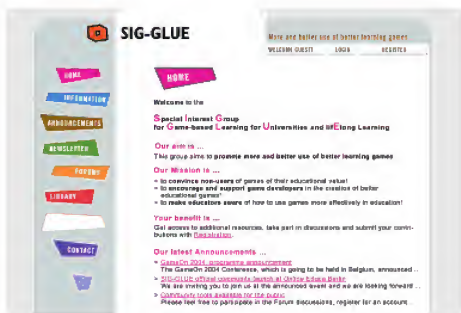 SIG-GLUE
More and better use of better learning games
WELCOME GUEST!
LOGIN
REGISTER
HOME
INFORMATION
ANNOUNCEMENTS
NEWSLETTER
FORUMS
LIBRARY
CONTACT
HOME
Welcome to the
Special Interest Group
for Game-based Learning for Universities and lifElong Learning
Our aim is ...
This group aims to promote more and better use of better learning games
Our Mission is ...
to convince non-users of games of their educational value!
to encourage and support game developers in the creation of better
educational games!
to make educators aware of how to use games more effectively in education!
Your benefit is ...
Get access to additional resources, take part in discussions and submit your contri-
butions with Registration.
Our latest Announcements ...
GameOn 2004, programme announcement
The GameOn 2004 Conference, which is going to be held in Belgium, announced ...
SIG-GLUE official community launch at Online Educa Berlin
We are inviting you to join us at the announced event and we are looking forward ...
Community tools available for the public
Please feel free to participate in the Forum discussions, register for an account...